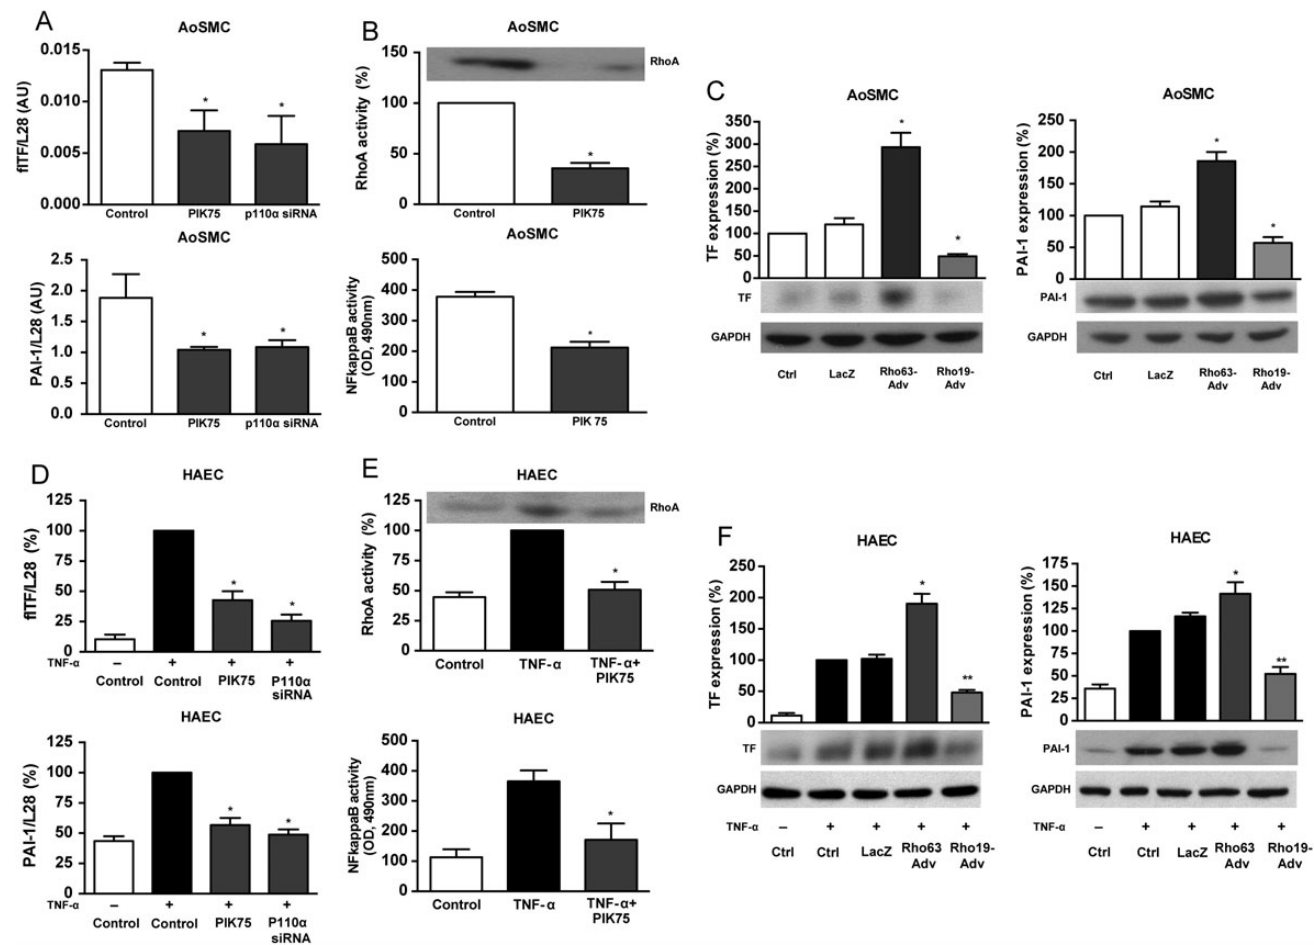 A
AoSMC
flTF/L28 (AU)
0.015
0.010
0.005
0.000
*
*
Control
PIK75
p110α siRNA
AoSMC
PAI-1/L28 (AU)
2.5
2.0
1.5
1.0
0.5
0.0
*
*
Control
PIK75
p110α siRNA
B
AoSMC
RhoA activity (%)
150
100
50
0
RhoA
*
Control
PIK75
AoSMC
NFkappaB activity
(OD, 490nm)
500
400
300
200
100
0
*
Control
PIK 75
C
AoSMC
TF expression (%)
350
300
250
200
150
100
50
0
*
*
TF
GAPDH
Ctrl
LacZ
Rho63-
Adv
Rho19-
Adv
AoSMC
PAI-1 expression (%)
250
200
150
100
50
0
*
*
PAI-1
GAPDH
Ctrl
LacZ
Rho63-
Adv
Rho19-
Adv
D
HAEC
flTF/L28 (%)
125
100
75
50
25
0
*
*
TNF-α
–
+
+
+
Control
Control
PIK75
P110α
siRNA
HAEC
PAI-1/L28 (%)
125
100
75
50
25
0
*
*
TNF-α
–
+
+
+
Control
Control
PIK75
P110α
siRNA
E
HAEC
RhoA activity (%)
125
100
75
50
25
0
RhoA
*
Control
TNF-α
TNF-α+
PIK75
HAEC
NFkappaB activity
(OD, 490nm)
500
400
300
200
100
0
*
Control
TNF-α
TNF-α+
PIK75
F
HAEC
TF expression (%)
250
200
150
100
50
0
*
**
TF
GAPDH
TNF-α
–
+
+
+
+
Ctrl
Ctrl
LacZ
Rho63
Adv
Rho19-
Adv
HAEC
PAI-1 expression (%)
175
150
125
100
75
50
25
0
*
**
PAI-1
GAPDH
TNF-α
–
+
+
+
+
Ctrl
Ctrl
LacZ
Rho63
Adv
Rho19-
Adv